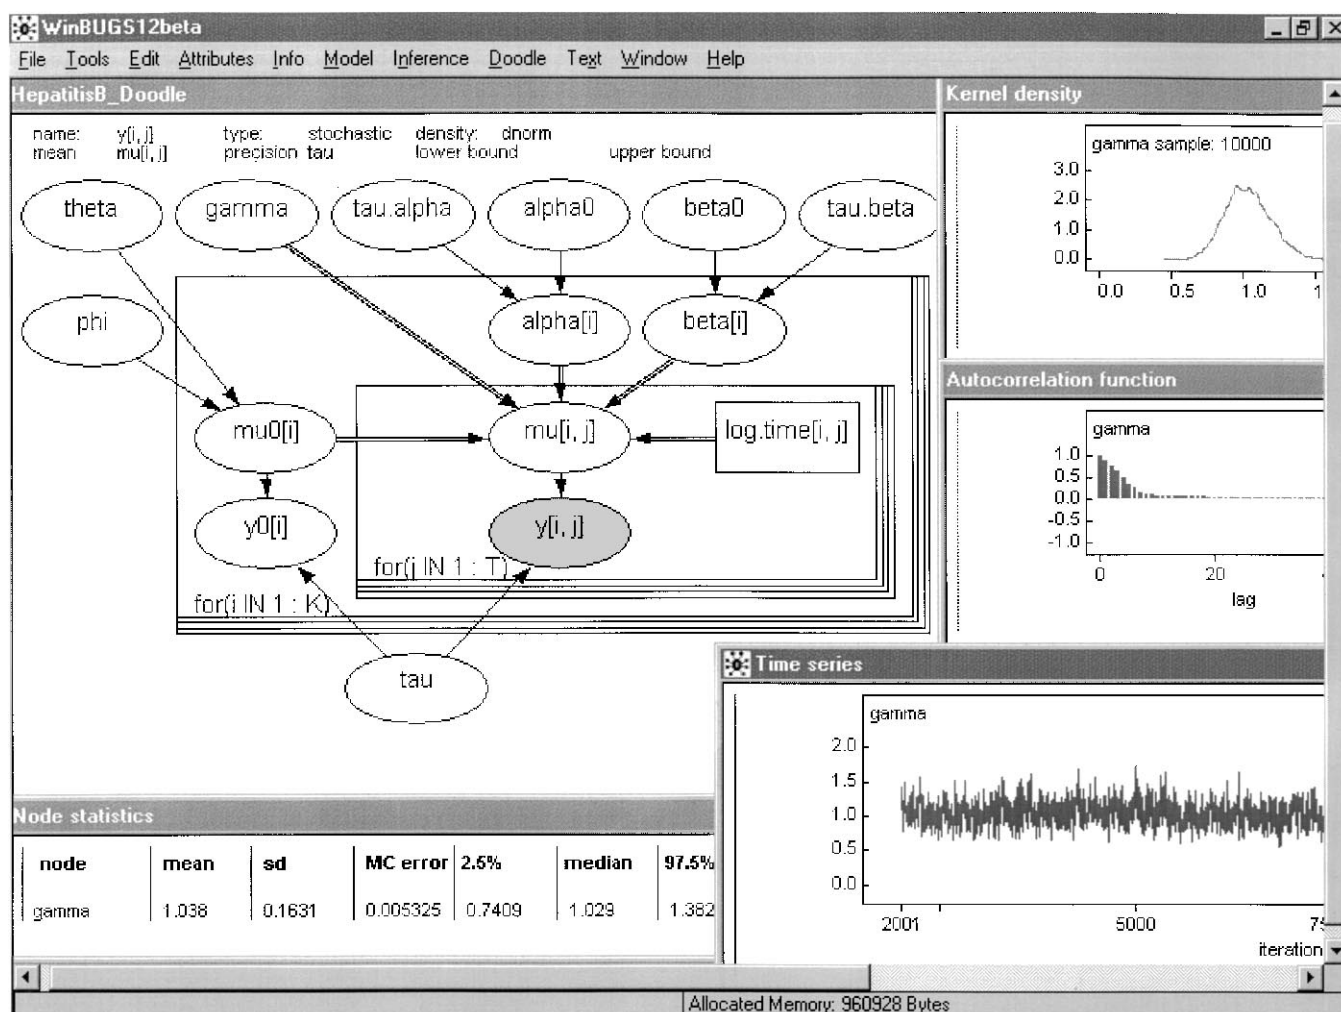 WinBUGS12beta
File Tools Edit Attributes Info Model Inference Doodle Text Window Help
HepatitisB_Doodle
name: y[i, j] type: stochastic density: dnorm
mean mu[i, j] precision tau lower bound upper bound
theta gamma tau.alpha alpha0 beta0 tau.beta
phi alpha[i] beta[i]
mu0[i] mu[i, j] log.time[i, j]
y0[i] y[i, j]
for(j IN 1 : T)
for(i IN 1 : K)
tau
Kernel density
gamma sample: 10000
3.0
2.0
1.0
0.0
0.0 0.5 1.0 1
Autocorrelation function
gamma
1.0
0.5
0.0
-0.5
-1.0
0 20
lag
Time series
gamma
2.0
1.5
1.0
0.5
0.0
2001 5000 75
iteration
Node statistics
node mean sd MC error 2.5% median 97.5%
gamma 1.038 0.1631 0.005325 0.7409 1.029 1.382
Allocated Memory: 960928 Bytes